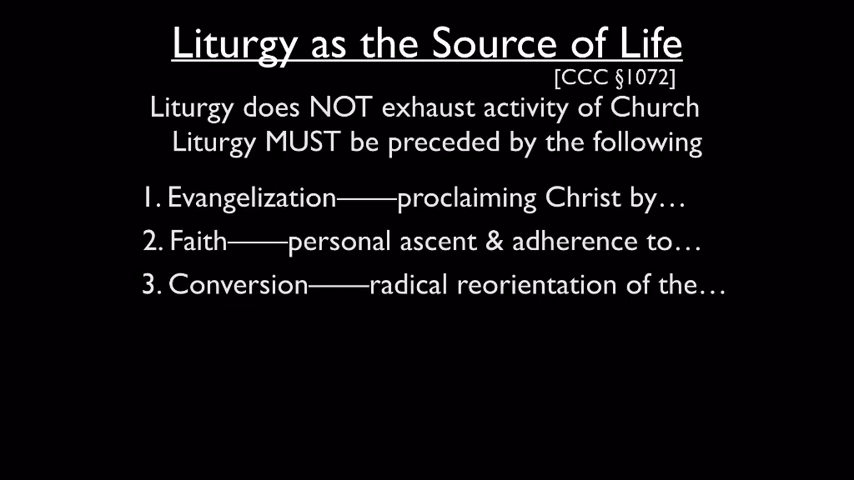 Liturgy as the Source of Life
[CCC §1072]
Liturgy does NOT exhaust activity of Church
Liturgy MUST be preceded by the following
1. Evangelization——proclaiming Christ by…
2. Faith——personal ascent & adherence to…
3. Conversion——radical reorientation of the…